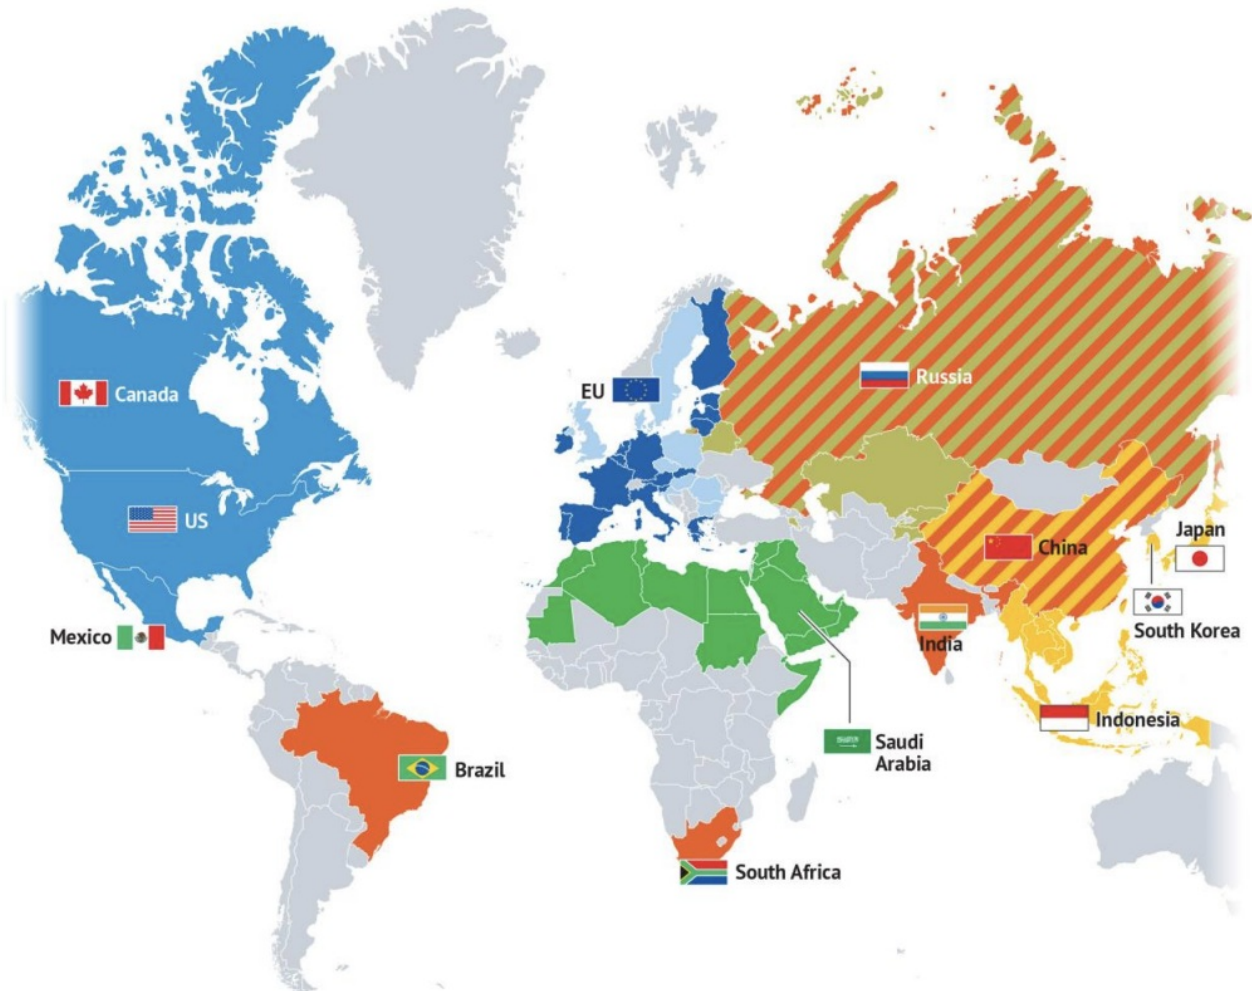 EU
Canada
Russia
US
Japan
China
South Korea
Mexico
India
Indonesia
Saudi
Arabia
Brazil
South Africa